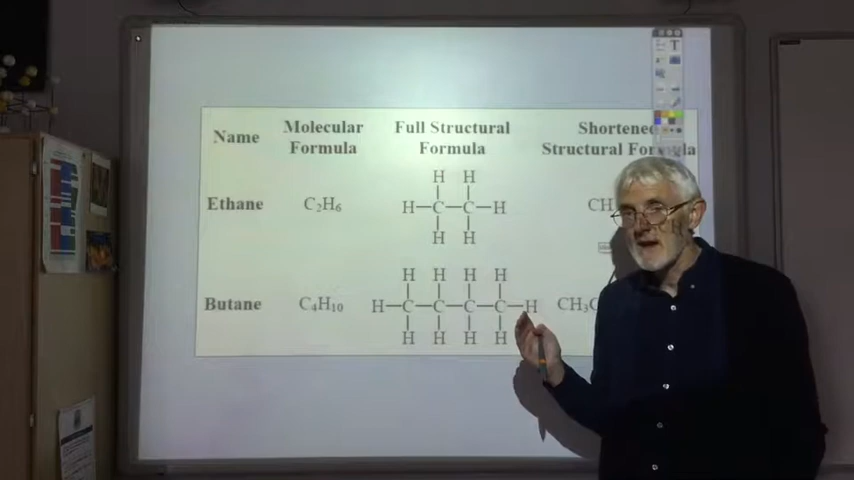 Name Molecular Formula Full Structural Formula Shortened Structural Formula
H H
Ethane C₂H₆ H—C—C—H CH
H H
H H H H
Butane C₄H₁₀ H—C—C—C—C—H CH₃C
H H H H
T